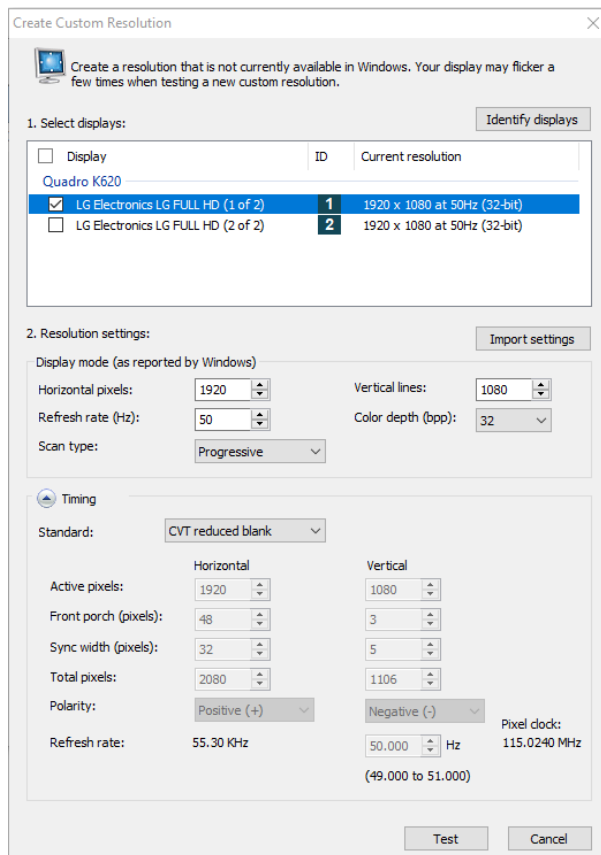 Create Custom Resolution
Create a resolution that is not currently available in Windows. Your display may flicker a
few times when testing a new custom resolution.
1. Select displays:
Identify displays
Display ID Current resolution
Quadro K620
LG Electronics LG FULL HD (1 of 2) 1 1920 x 1080 at 50Hz (32-bit)
LG Electronics LG FULL HD (2 of 2) 2 1920 x 1080 at 50Hz (32-bit)
2. Resolution settings:
Import settings
Display mode (as reported by Windows)
Horizontal pixels: 1920 Vertical lines: 1080
Refresh rate (Hz): 50 Color depth (bpp): 32
Scan type: Progressive
Timing
Standard: CVT reduced blank
Horizontal Vertical
Active pixels: 1920 1080
Front porch (pixels): 48 3
Sync width (pixels): 32 5
Total pixels: 2080 1106
Polarity: Positive (+) Negative (-)
Pixel clock:
Refresh rate: 55.30 KHz 50.000 Hz 115.0240 MHz
(49.000 to 51.000)
Test Cancel